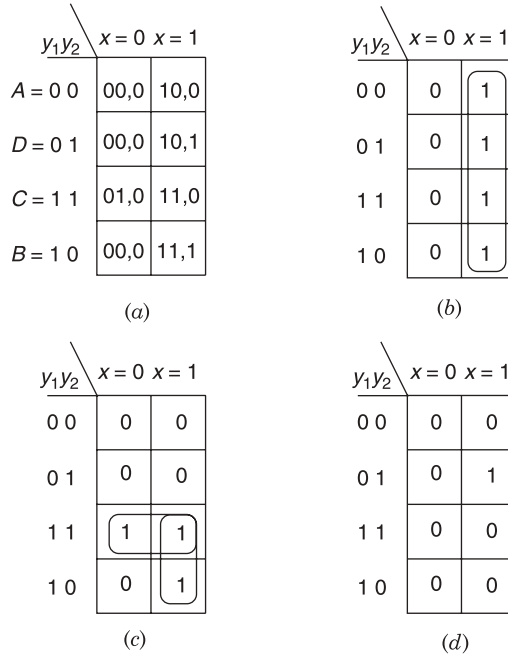 y₁y₂ x = 0 x = 1
A = 0 0 00,0 10,0
D = 0 1 00,0 10,1
C = 1 1 01,0 11,0
B = 1 0 00,0 11,1
(a)
y₁y₂ x = 0 x = 1
0 0 0 1
0 1 0 1
1 1 0 1
1 0 0 1
(b)
y₁y₂ x = 0 x = 1
0 0 0 0
0 1 0 0
1 1 1 1
1 0 0 1
(c)
y₁y₂ x = 0 x = 1
0 0 0 0
0 1 0 1
1 1 0 0
1 0 0 0
(d)